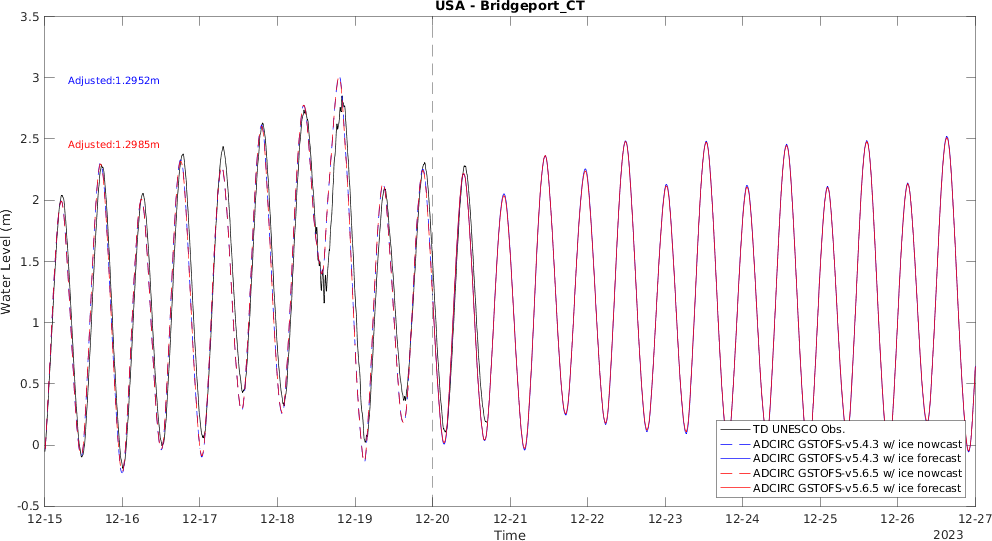 USA - Bridgeport_CT
3.5
3
2.5
2
1.5
1
0.5
0
-0.5
Water Level (m)
Adjusted:1.2952m
Adjusted:1.2985m
TD UNESCO Obs.
ADCIRC GSTOFS-v5.4.3 w/ ice nowcast
ADCIRC GSTOFS-v5.4.3 w/ ice forecast
ADCIRC GSTOFS-v5.6.5 w/ ice nowcast
ADCIRC GSTOFS-v5.6.5 w/ ice forecast
12-15 12-16 12-17 12-18 12-19 12-20 12-21 12-22 12-23 12-24 12-25 12-26 12-27
Time
2023